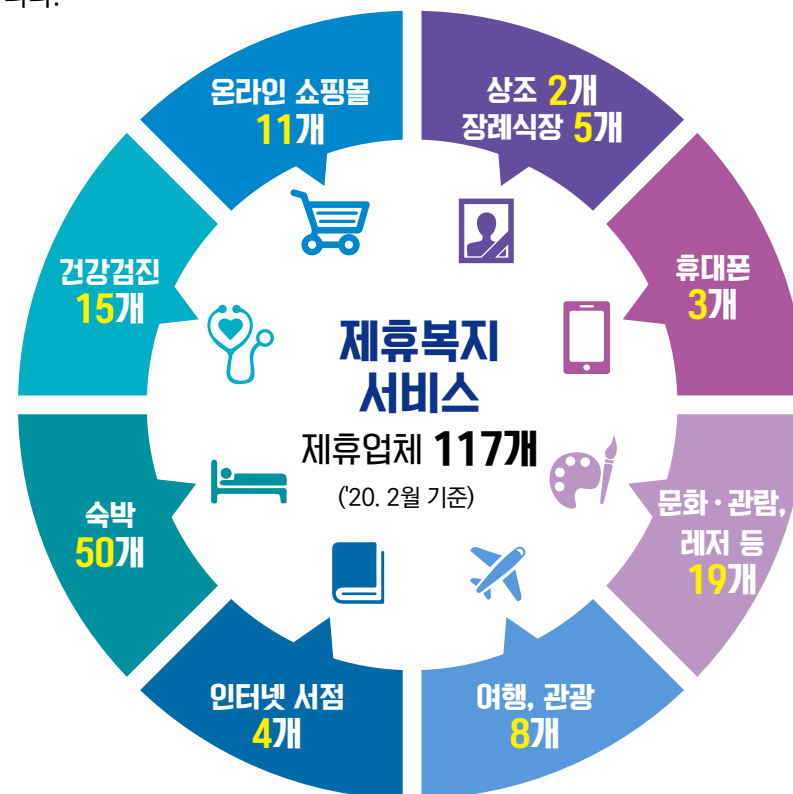 온라인 쇼핑몰
11개
상조 2개
장례식장 5개
건강검진
15개
휴대폰
3개
제휴복지
서비스
제휴업체 117개
('20. 2월 기준)
숙박
50개
문화·관람,
레저 등
19개
인터넷 서점
4개
여행, 관광
8개